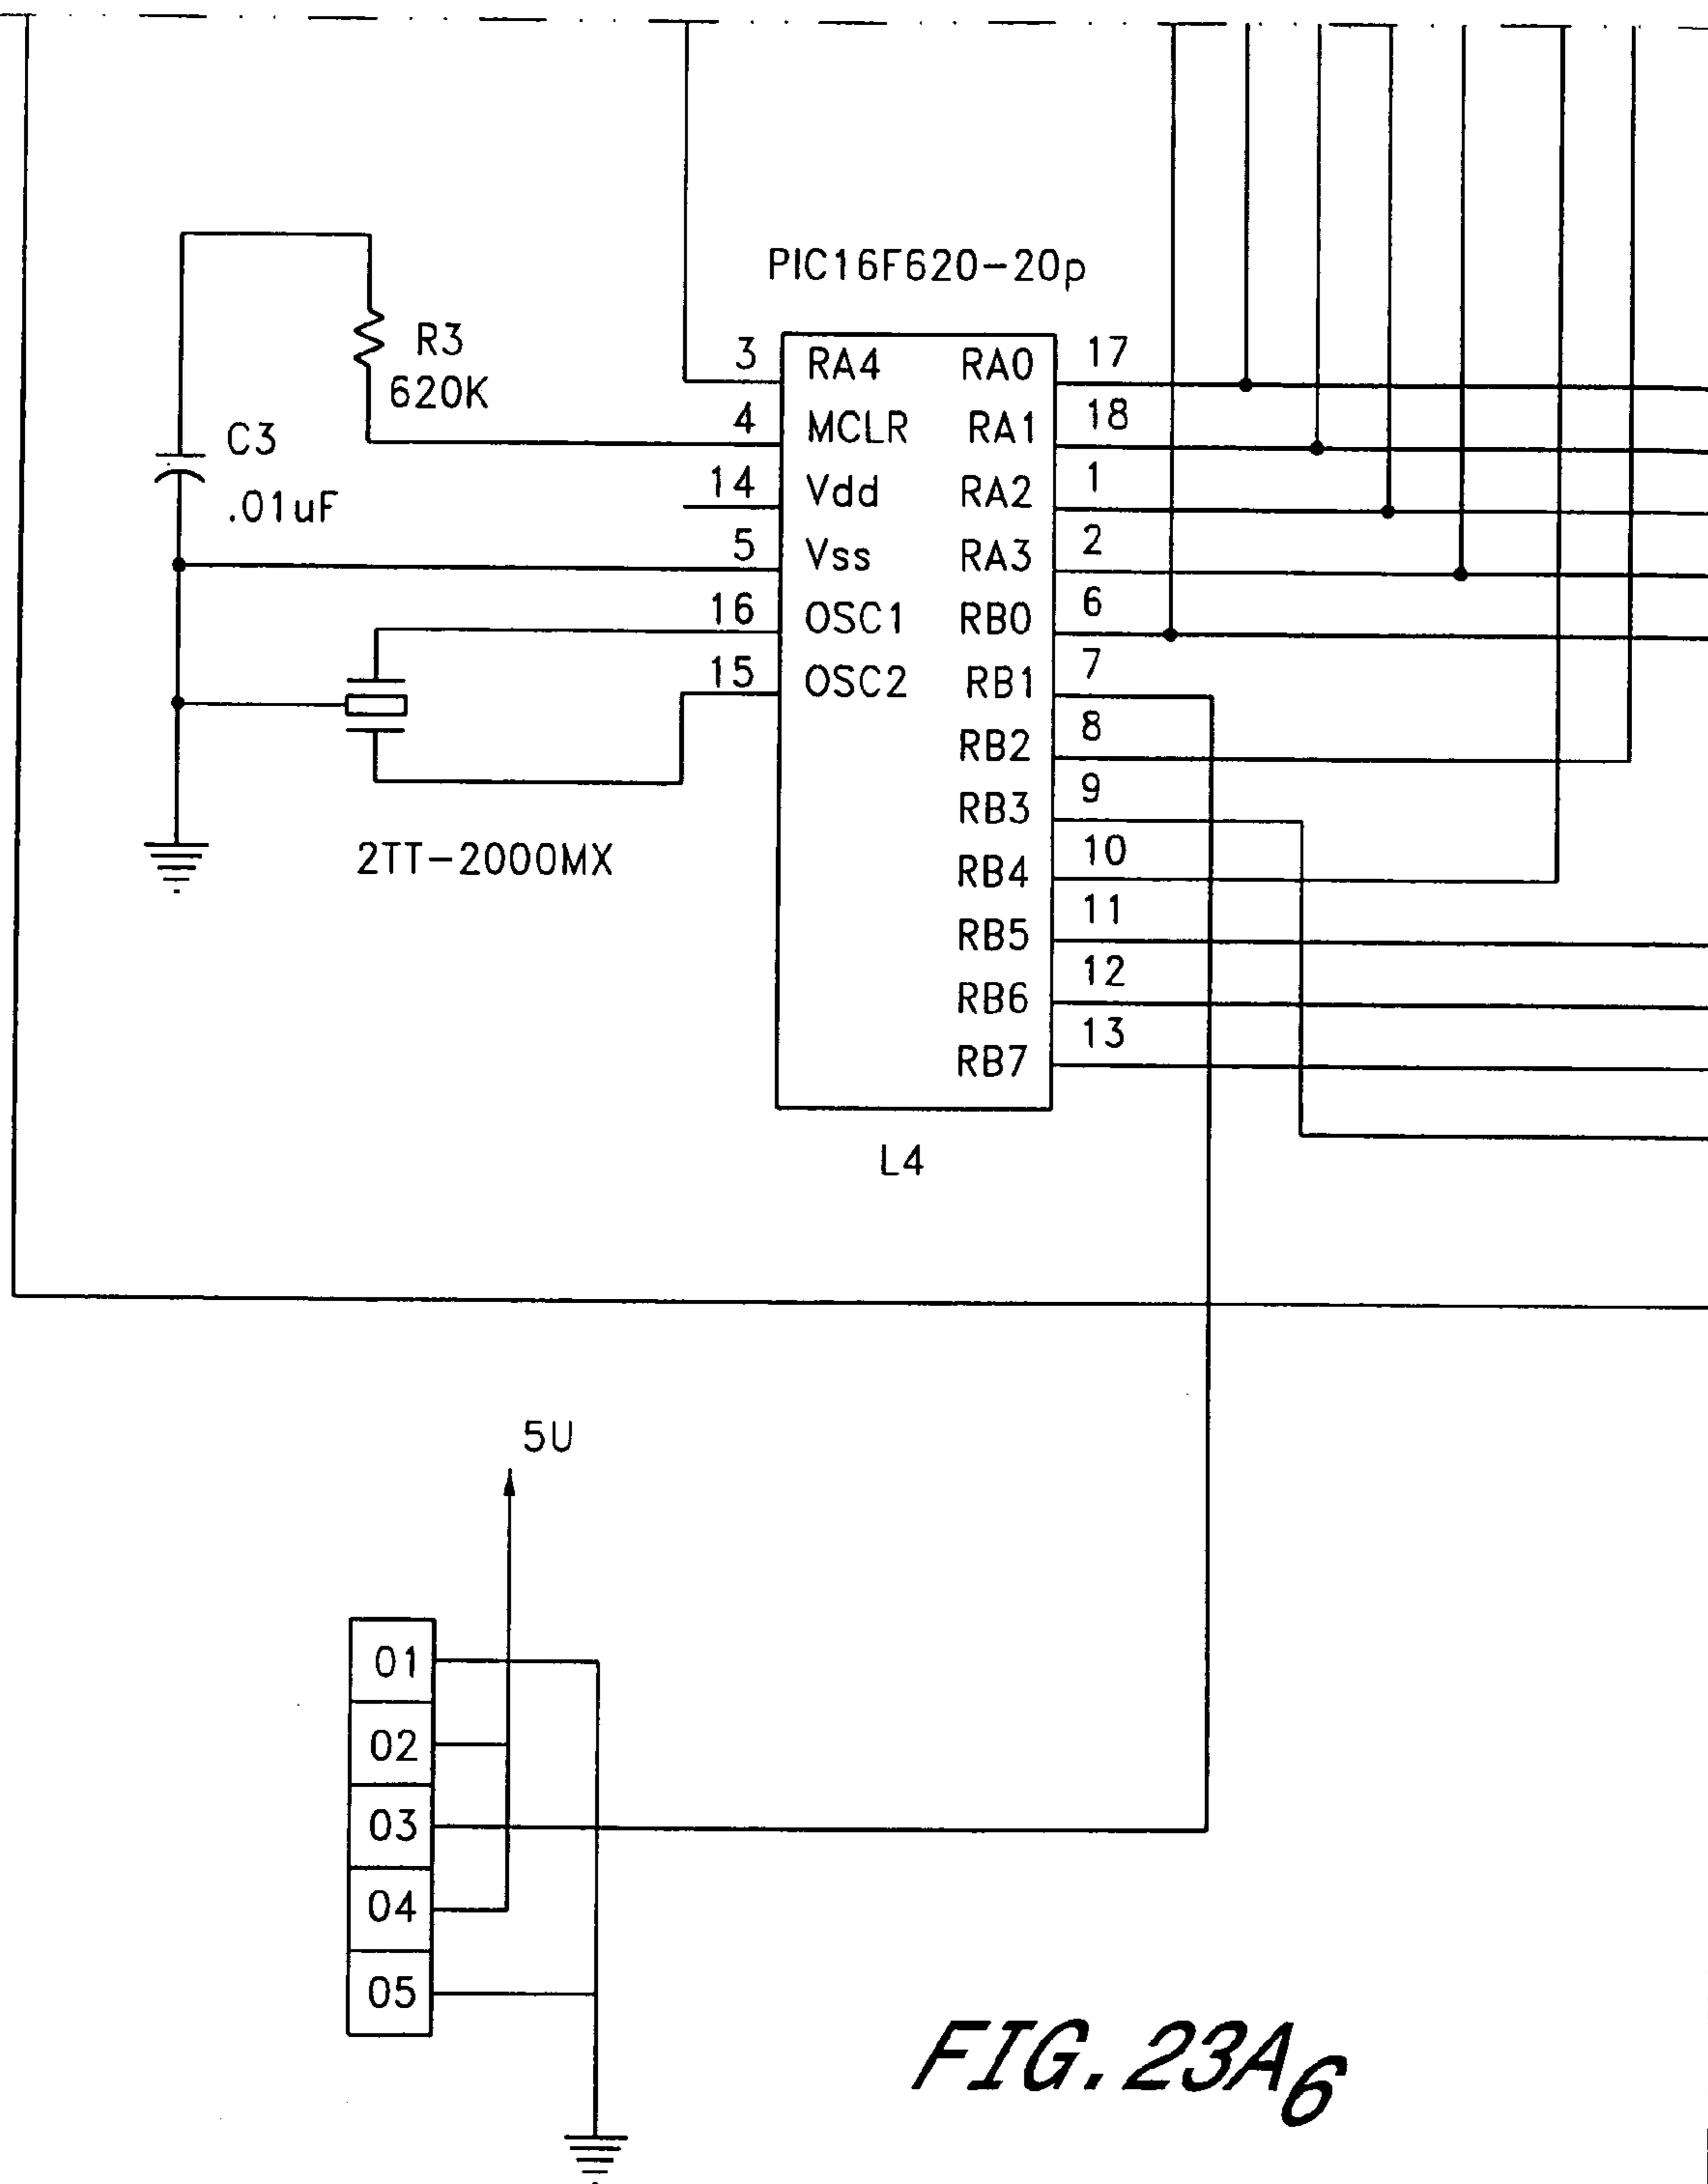 PIC16F620-20p
R3
620K
C3
.01uF
3 RA4 RA0 17
4 MCLR RA1 18
14 Vdd RA2 1
5 Vss RA3 2
16 OSC1 RB0 6
15 OSC2 RB1 7
RB2 8
RB3 9
RB4 10
RB5 11
RB6 12
RB7 13
2TT-2000MX
L4
5U
01
02
03
04
05
FIG. 23A6